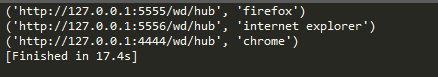 ('http://127.0.0.1:5555/wd/hub', 'firefox')
('http://127.0.0.1:5556/wd/hub', 'internet explorer')
('http://127.0.0.1:4444/wd/hub', 'chrome')
[Finished in 17.4s]